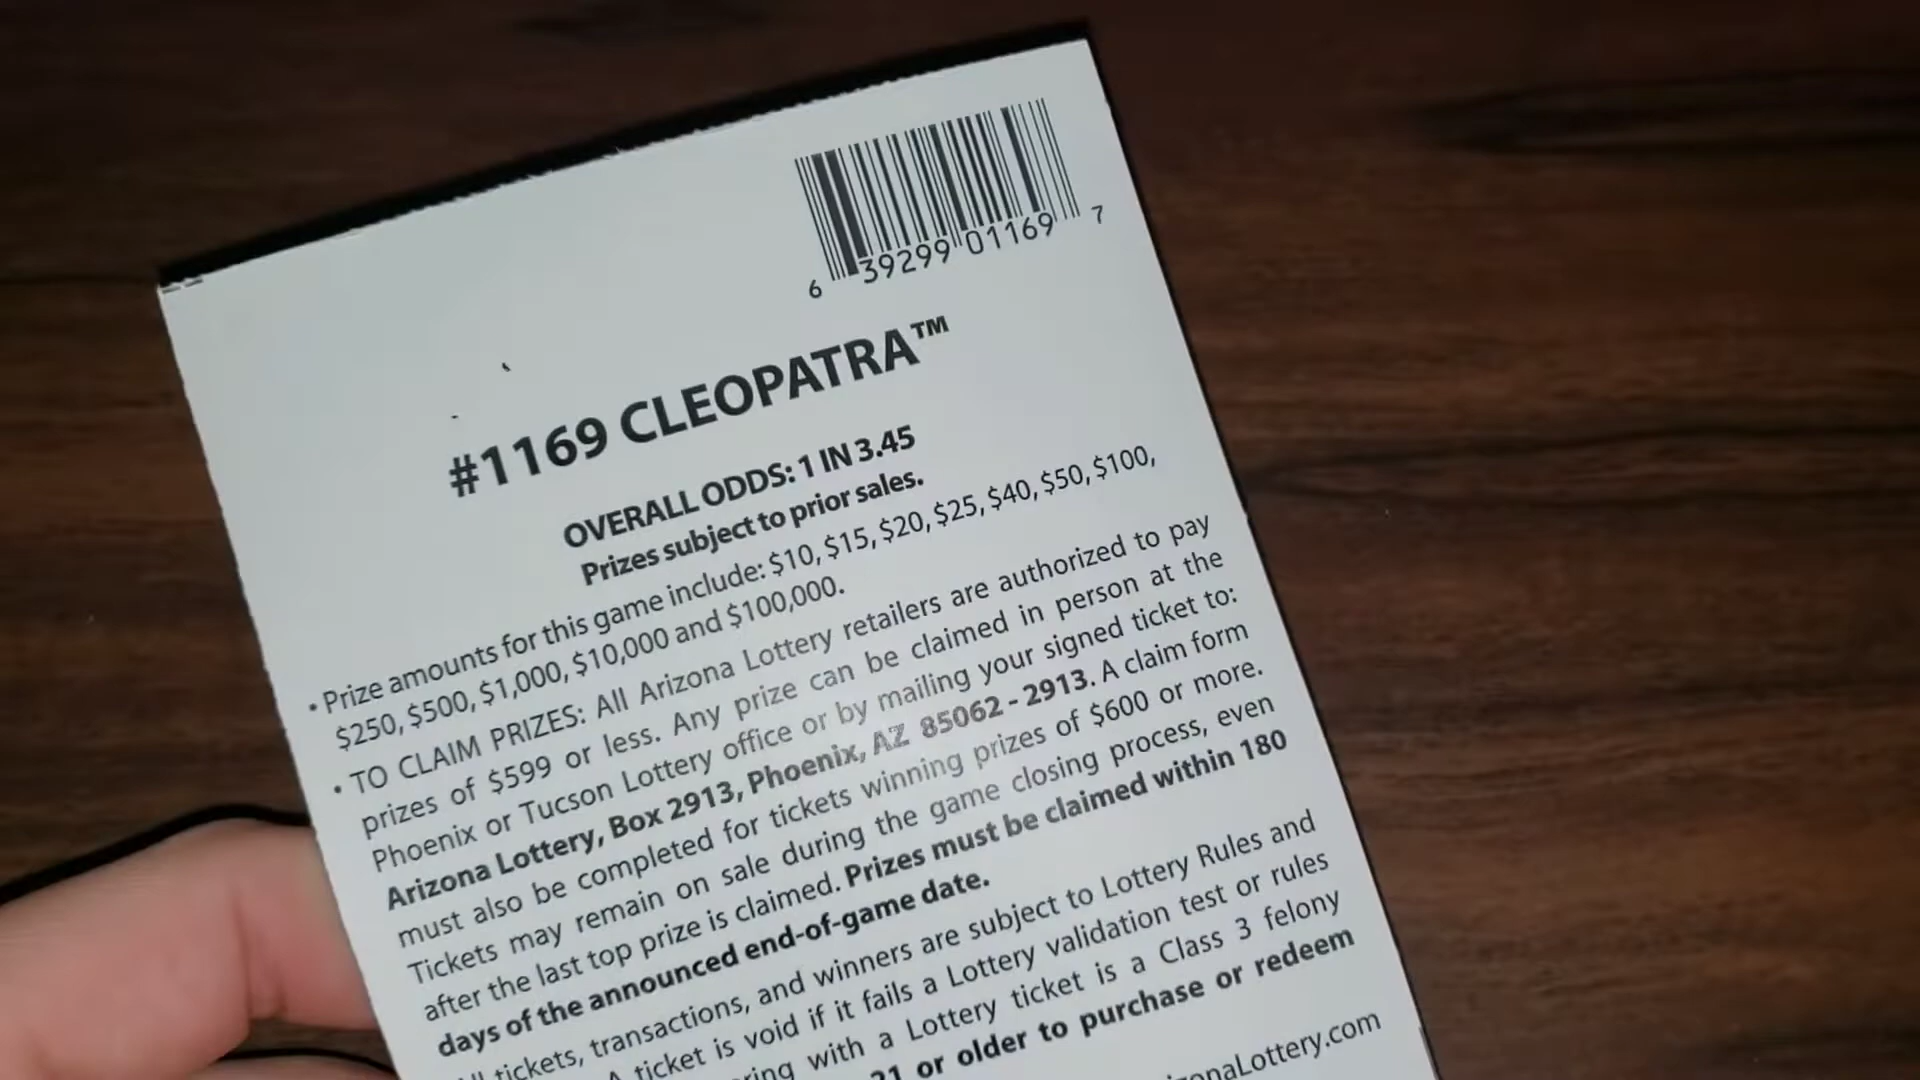 6 39299 01169 7
#1169 CLEOPATRA™
OVERALL ODDS: 1 IN 3.45
Prizes subject to prior sales.
• Prize amounts for this game include: $10, $15, $20, $25, $40, $50, $100,
$250, $500, $1,000, $10,000 and $100,000.
• TO CLAIM PRIZES: All Arizona Lottery retailers are authorized to pay
prizes of $599 or less. Any prize can be claimed in person at the
Phoenix or Tucson Lottery office or by mailing your signed ticket to:
Arizona Lottery, Box 2913, Phoenix, AZ 85062 - 2913. A claim form
must also be completed for tickets winning prizes of $600 or more.
Tickets may remain on sale during the game closing process, even
after the last top prize is claimed. Prizes must be claimed within 180
days of the announced end-of-game date.
tickets, transactions, and winners are subject to Lottery Rules and
A ticket is void if it fails a Lottery validation test or rules
with a Lottery ticket is a Class 3 felony
21 or older to purchase or redeem